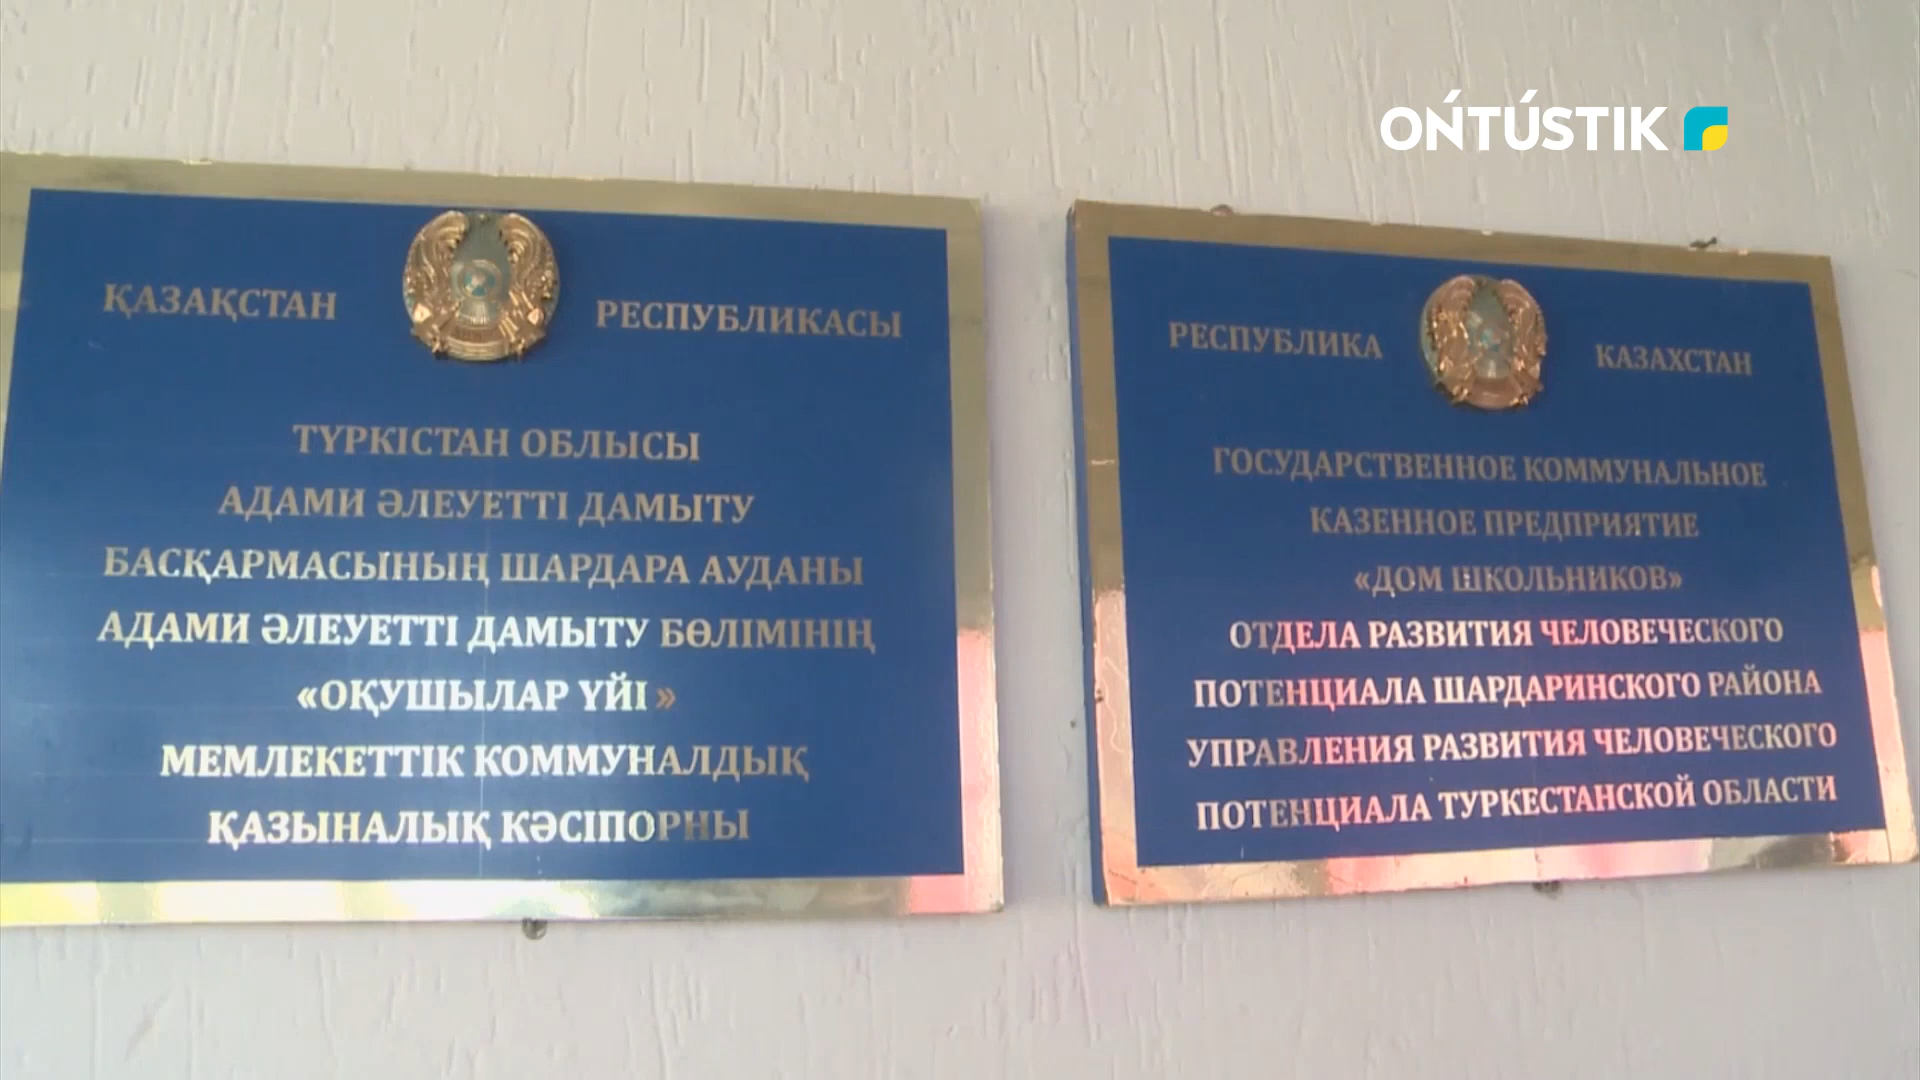 OŃTÚSTIK
ҚАЗАҚСТАН РЕСПУБЛИКАСЫ
ТҮРКІСТАН ОБЛЫСЫ
АДАМИ ӘЛЕУЕТТІ ДАМЫТУ
БАСҚАРМАСЫНЫҢ ШАРДАРА АУДАНЫ
АДАМИ ӘЛЕУЕТТІ ДАМЫТУ БӨЛІМІНІҢ
«ОҚУШЫЛАР ҮЙІ »
МЕМЛЕКЕТТІК КОММУНАЛДЫҚ
ҚАЗЫНАЛЫҚ КӘСІПОРНЫ
РЕСПУБЛИКА КАЗАХСТАН
ГОСУДАРСТВЕННОЕ КОММУНАЛЬНОЕ
КАЗЕННОЕ ПРЕДПРИЯТИЕ
«ДОМ ШКОЛЬНИКОВ»
ОТДЕЛА РАЗВИТИЯ ЧЕЛОВЕЧЕСКОГО
ПОТЕНЦИАЛА ШАРДАРИНСКОГО РАЙОНА
УПРАВЛЕНИЯ РАЗВИТИЯ ЧЕЛОВЕЧЕСКОГО
ПОТЕНЦИАЛА ТУРКЕСТАНСКОЙ ОБЛАСТИ